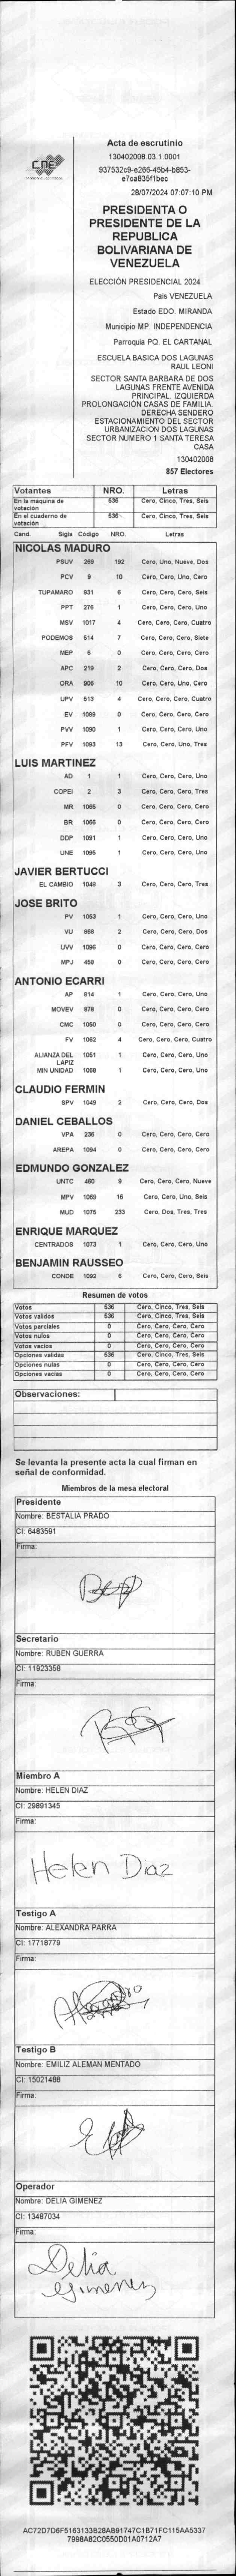 CNE
Acta de escrutinio
130402008.03.1.0001
937532c9-e266-45b4-b853-
e7ca835f1bec
28/07/2024 07:07:10 PM
PRESIDENTA O
PRESIDENTE DE LA
REPUBLICA
BOLIVARIANA DE
VENEZUELA
ELECCIÓN PRESIDENCIAL 2024
País VENEZUELA
Estado EDO. MIRANDA
Municipio MP. INDEPENDENCIA
Parroquia PQ. EL CARTANAL
ESCUELA BASICA DOS LAGUNAS
RAUL LEONI
SECTOR SANTA BARBARA DE DOS
LAGUNAS FRENTE AVENIDA
PRINCIPAL. IZQUIERDA
PROLONGACIÓN CASAS DE FAMILIA.
DERECHA SENDERO
ESTACIONAMIENTO DEL SECTOR
URBANIZACION DOS LAGUNAS
SECTOR NUMERO 1 SANTA TERESA
CASA
130402008
857 Electores
Votantes NRO. Letras
En la máquina de votación 636 Cero, Cinco, Tres, Seis
En el cuaderno de votación 536 Cero, Cinco, Tres, Seis
Cand. Sigla Código NRO. Letras
NICOLAS MADURO
PSUV 269 192 Cero, Uno, Nueve, Dos
PCV 9 10 Cero, Cero, Uno, Cero
TUPAMARO 931 6 Cero, Cero, Cero, Seis
PPT 276 1 Cero, Cero, Cero, Uno
MSV 1017 4 Cero, Cero, Cero, Cuatro
PODEMOS 514 7 Cero, Cero, Cero, Siete
MEP 6 0 Cero, Cero, Cero, Cero
APC 219 2 Cero, Cero, Cero, Dos
ORA 906 10 Cero, Cero, Uno, Cero
UPV 513 4 Cero, Cero, Cero, Cuatro
EV 1089 0 Cero, Cero, Cero, Cero
PVV 1090 1 Cero, Cero, Cero, Uno
PFV 1093 13 Cero, Cero, Uno, Tres
LUIS MARTINEZ
AD 1 1 Cero, Cero, Cero, Uno
COPEI 2 3 Cero, Cero, Cero, Tres
MR 1065 0 Cero, Cero, Cero, Cero
BR 1066 0 Cero, Cero, Cero, Cero
DDP 1091 1 Cero, Cero, Cero, Uno
UNE 1095 1 Cero, Cero, Cero, Uno
JAVIER BERTUCCI
EL CAMBIO 1048 3 Cero, Cero, Cero, Tres
JOSE BRITO
PV 1053 1 Cero, Cero, Cero, Uno
VU 868 2 Cero, Cero, Cero, Dos
UVV 1096 0 Cero, Cero, Cero, Cero
MPJ 458 0 Cero, Cero, Cero, Cero
ANTONIO ECARRI
AP 814 1 Cero, Cero, Cero, Uno
MOVEV 878 0 Cero, Cero, Cero, Cero
CMC 1050 0 Cero, Cero, Cero, Cero
FV 1062 4 Cero, Cero, Cero, Cuatro
ALIANZA DEL LAPIZ 1051 1 Cero, Cero, Cero, Uno
MIN UNIDAD 1068 1 Cero, Cero, Cero, Uno
CLAUDIO FERMIN
SPV 1049 2 Cero, Cero, Cero, Dos
DANIEL CEBALLOS
VPA 236 0 Cero, Cero, Cero, Cero
AREPA 1094 0 Cero, Cero, Cero, Cero
EDMUNDO GONZALEZ
UNTC 460 9 Cero, Cero, Cero, Nueve
MPV 1069 16 Cero, Cero, Uno, Seis
MUD 1075 233 Cero, Dos, Tres, Tres
ENRIQUE MARQUEZ
CENTRADOS 1073 1 Cero, Cero, Cero, Uno
BENJAMIN RAUSSEO
CONDE 1092 6 Cero, Cero, Cero, Seis
Resumen de votos
Votos 536 Cero, Cinco, Tres, Seis
Votos validos 536 Cero, Cinco, Tres, Seis
Votos parciales 0 Cero, Cero, Cero, Cero
Votos nulos 0 Cero, Cero, Cero, Cero
Votos vacios 0 Cero, Cero, Cero, Cero
Opciones validas 536 Cero, Cinco, Tres, Seis
Opciones nulas 0 Cero, Cero, Cero, Cero
Opciones vacias 0 Cero, Cero, Cero, Cero
Observaciones:
Se levanta la presente acta la cual firman en
señal de conformidad.
Miembros de la mesa electoral
Presidente
Nombre: BESTALIA PRADO
CI: 6483591
Firma:
Secretario
Nombre: RUBEN GUERRA
CI: 11923358
Firma:
Miembro A
Nombre: HELEN DIAZ
CI: 29891345
Firma:
Helen Diaz
Testigo A
Nombre: ALEXANDRA PARRA
CI: 17718779
Firma:
Testigo B
Nombre: EMILIZ ALEMAN MENTADO
CI: 15021488
Firma:
Operador
Nombre: DELIA GIMENEZ
CI: 13487034
Firma:
Delia
Gimenez
AC72D7D6F5163133B28AB91747C1B71FC115AA5337
7998A82C0550D01A0712A7